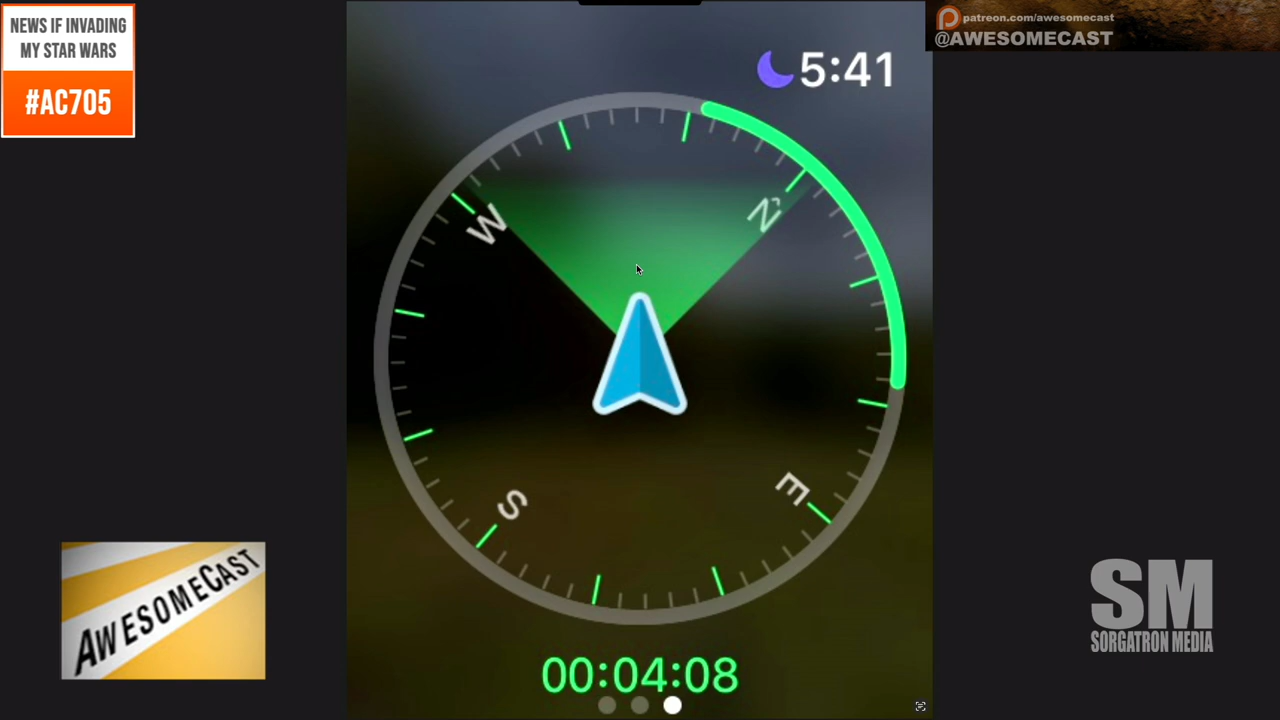 NEWS IF INVADING
MY STAR WARS
#AC705
patreon.com/awesomecast
@AWESOMECAST
5:41
W
N
S
E
00:04:08
AWESOMECAST
SM
SORGATRON MEDIA